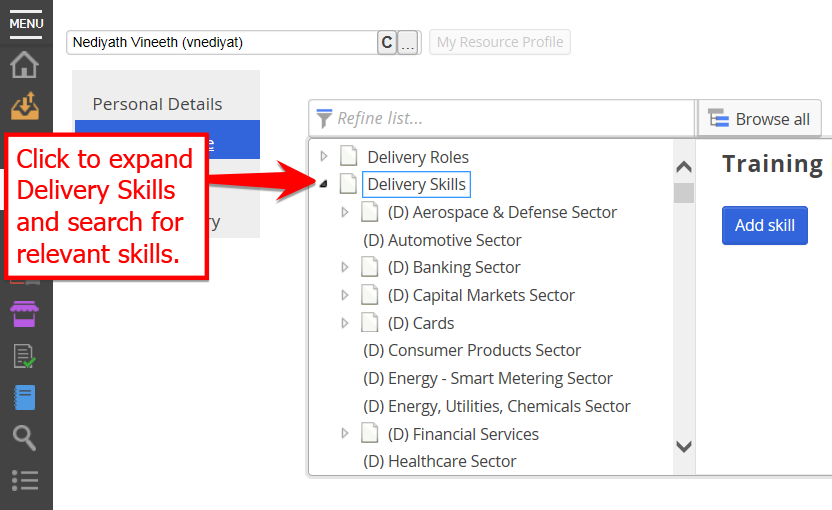 MENU
Nediyath Vineeth (vnediyat)
C
...
My Resource Profile
Personal Details
Refine list...
Browse all
Click to expand
Delivery Skills
and search for
relevant skills.
Delivery Roles
Delivery Skills
(D) Aerospace & Defense Sector
(D) Automotive Sector
(D) Banking Sector
(D) Capital Markets Sector
(D) Cards
(D) Consumer Products Sector
(D) Energy - Smart Metering Sector
(D) Energy, Utilities, Chemicals Sector
(D) Financial Services
(D) Healthcare Sector
Training
Add skill